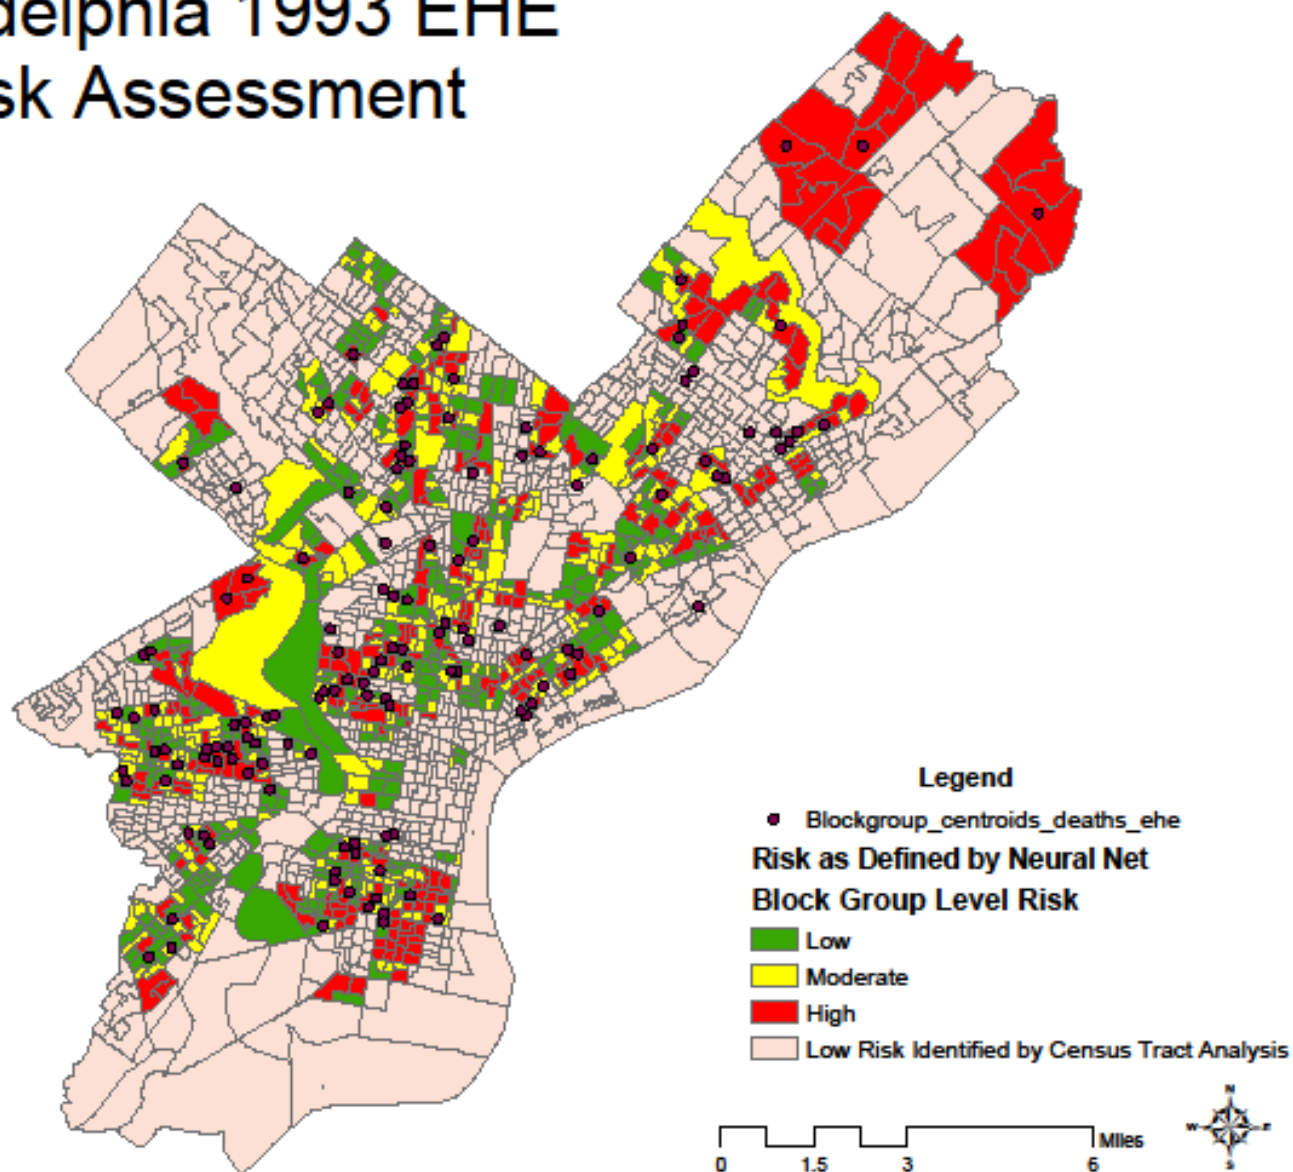 delphia 1993 EHE
sk Assessment
Legend
Blockgroup_centroids_deaths_ehe
Risk as Defined by Neural Net
Block Group Level Risk
Low
Moderate
High
Low Risk Identified by Census Tract Analysis
N
W E
S
Miles
0 1.5 3 6